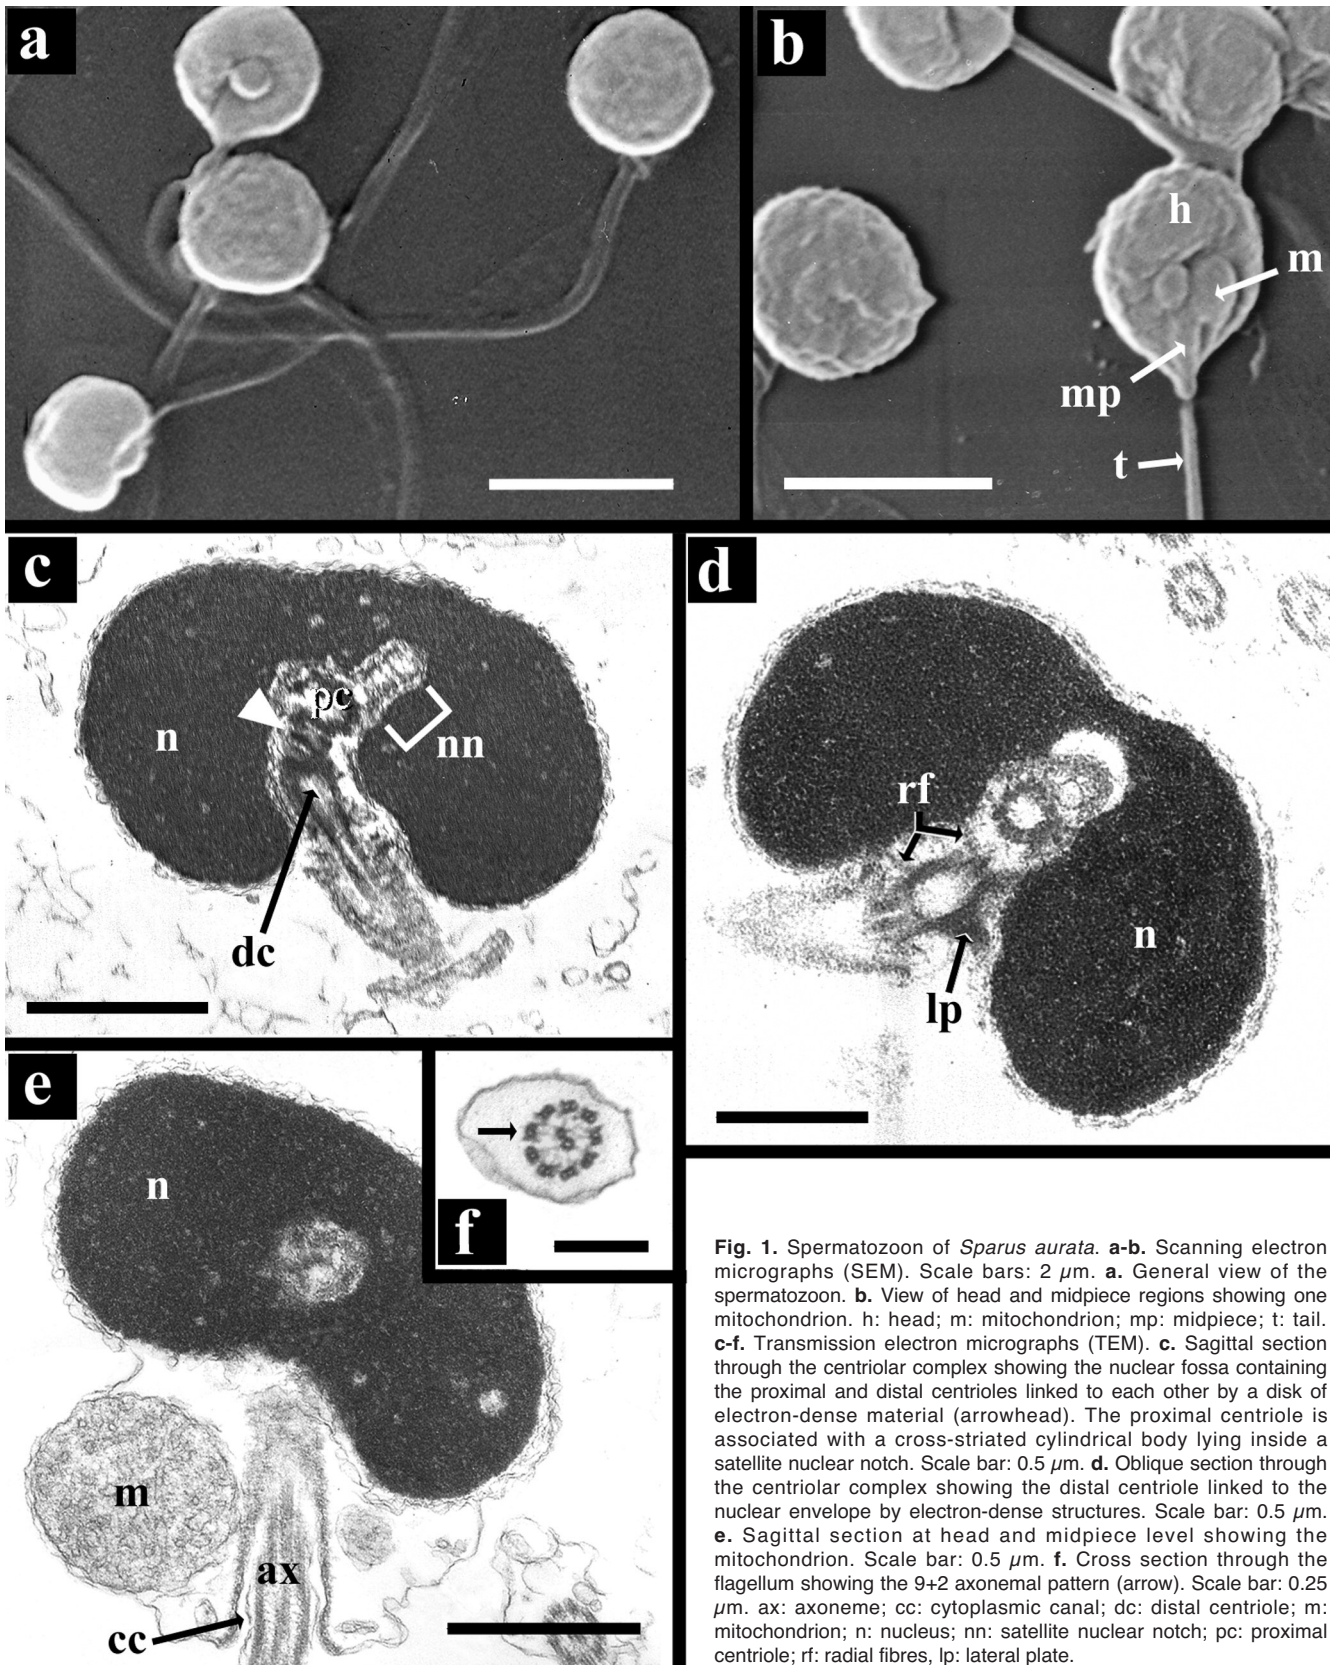 a
b
h
m
mp
t
c
pc
n
nn
dc
d
rf
n
lp
e
n
f
m
ax
cc
Fig. 1. Spermatozoon of Sparus aurata. a-b. Scanning electron
micrographs (SEM). Scale bars: 2 µm. a. General view of the
spermatozoon. b. View of head and midpiece regions showing one
mitochondrion. h: head; m: mitochondrion; mp: midpiece; t: tail.
c-f. Transmission electron micrographs (TEM). c. Sagittal section
through the centriolar complex showing the nuclear fossa containing
the proximal and distal centrioles linked to each other by a disk of
electron-dense material (arrowhead). The proximal centriole is
associated with a cross-striated cylindrical body lying inside a
satellite nuclear notch. Scale bar: 0.5 µm. d. Oblique section through
the centriolar complex showing the distal centriole linked to the
nuclear envelope by electron-dense structures. Scale bar: 0.5 µm.
e. Sagittal section at head and midpiece level showing the
mitochondrion. Scale bar: 0.5 µm. f. Cross section through the
flagellum showing the 9+2 axonemal pattern (arrow). Scale bar: 0.25
µm. ax: axoneme; cc: cytoplasmic canal; dc: distal centriole; m:
mitochondrion; n: nucleus; nn: satellite nuclear notch; pc: proximal
centriole; rf: radial fibres, lp: lateral plate.